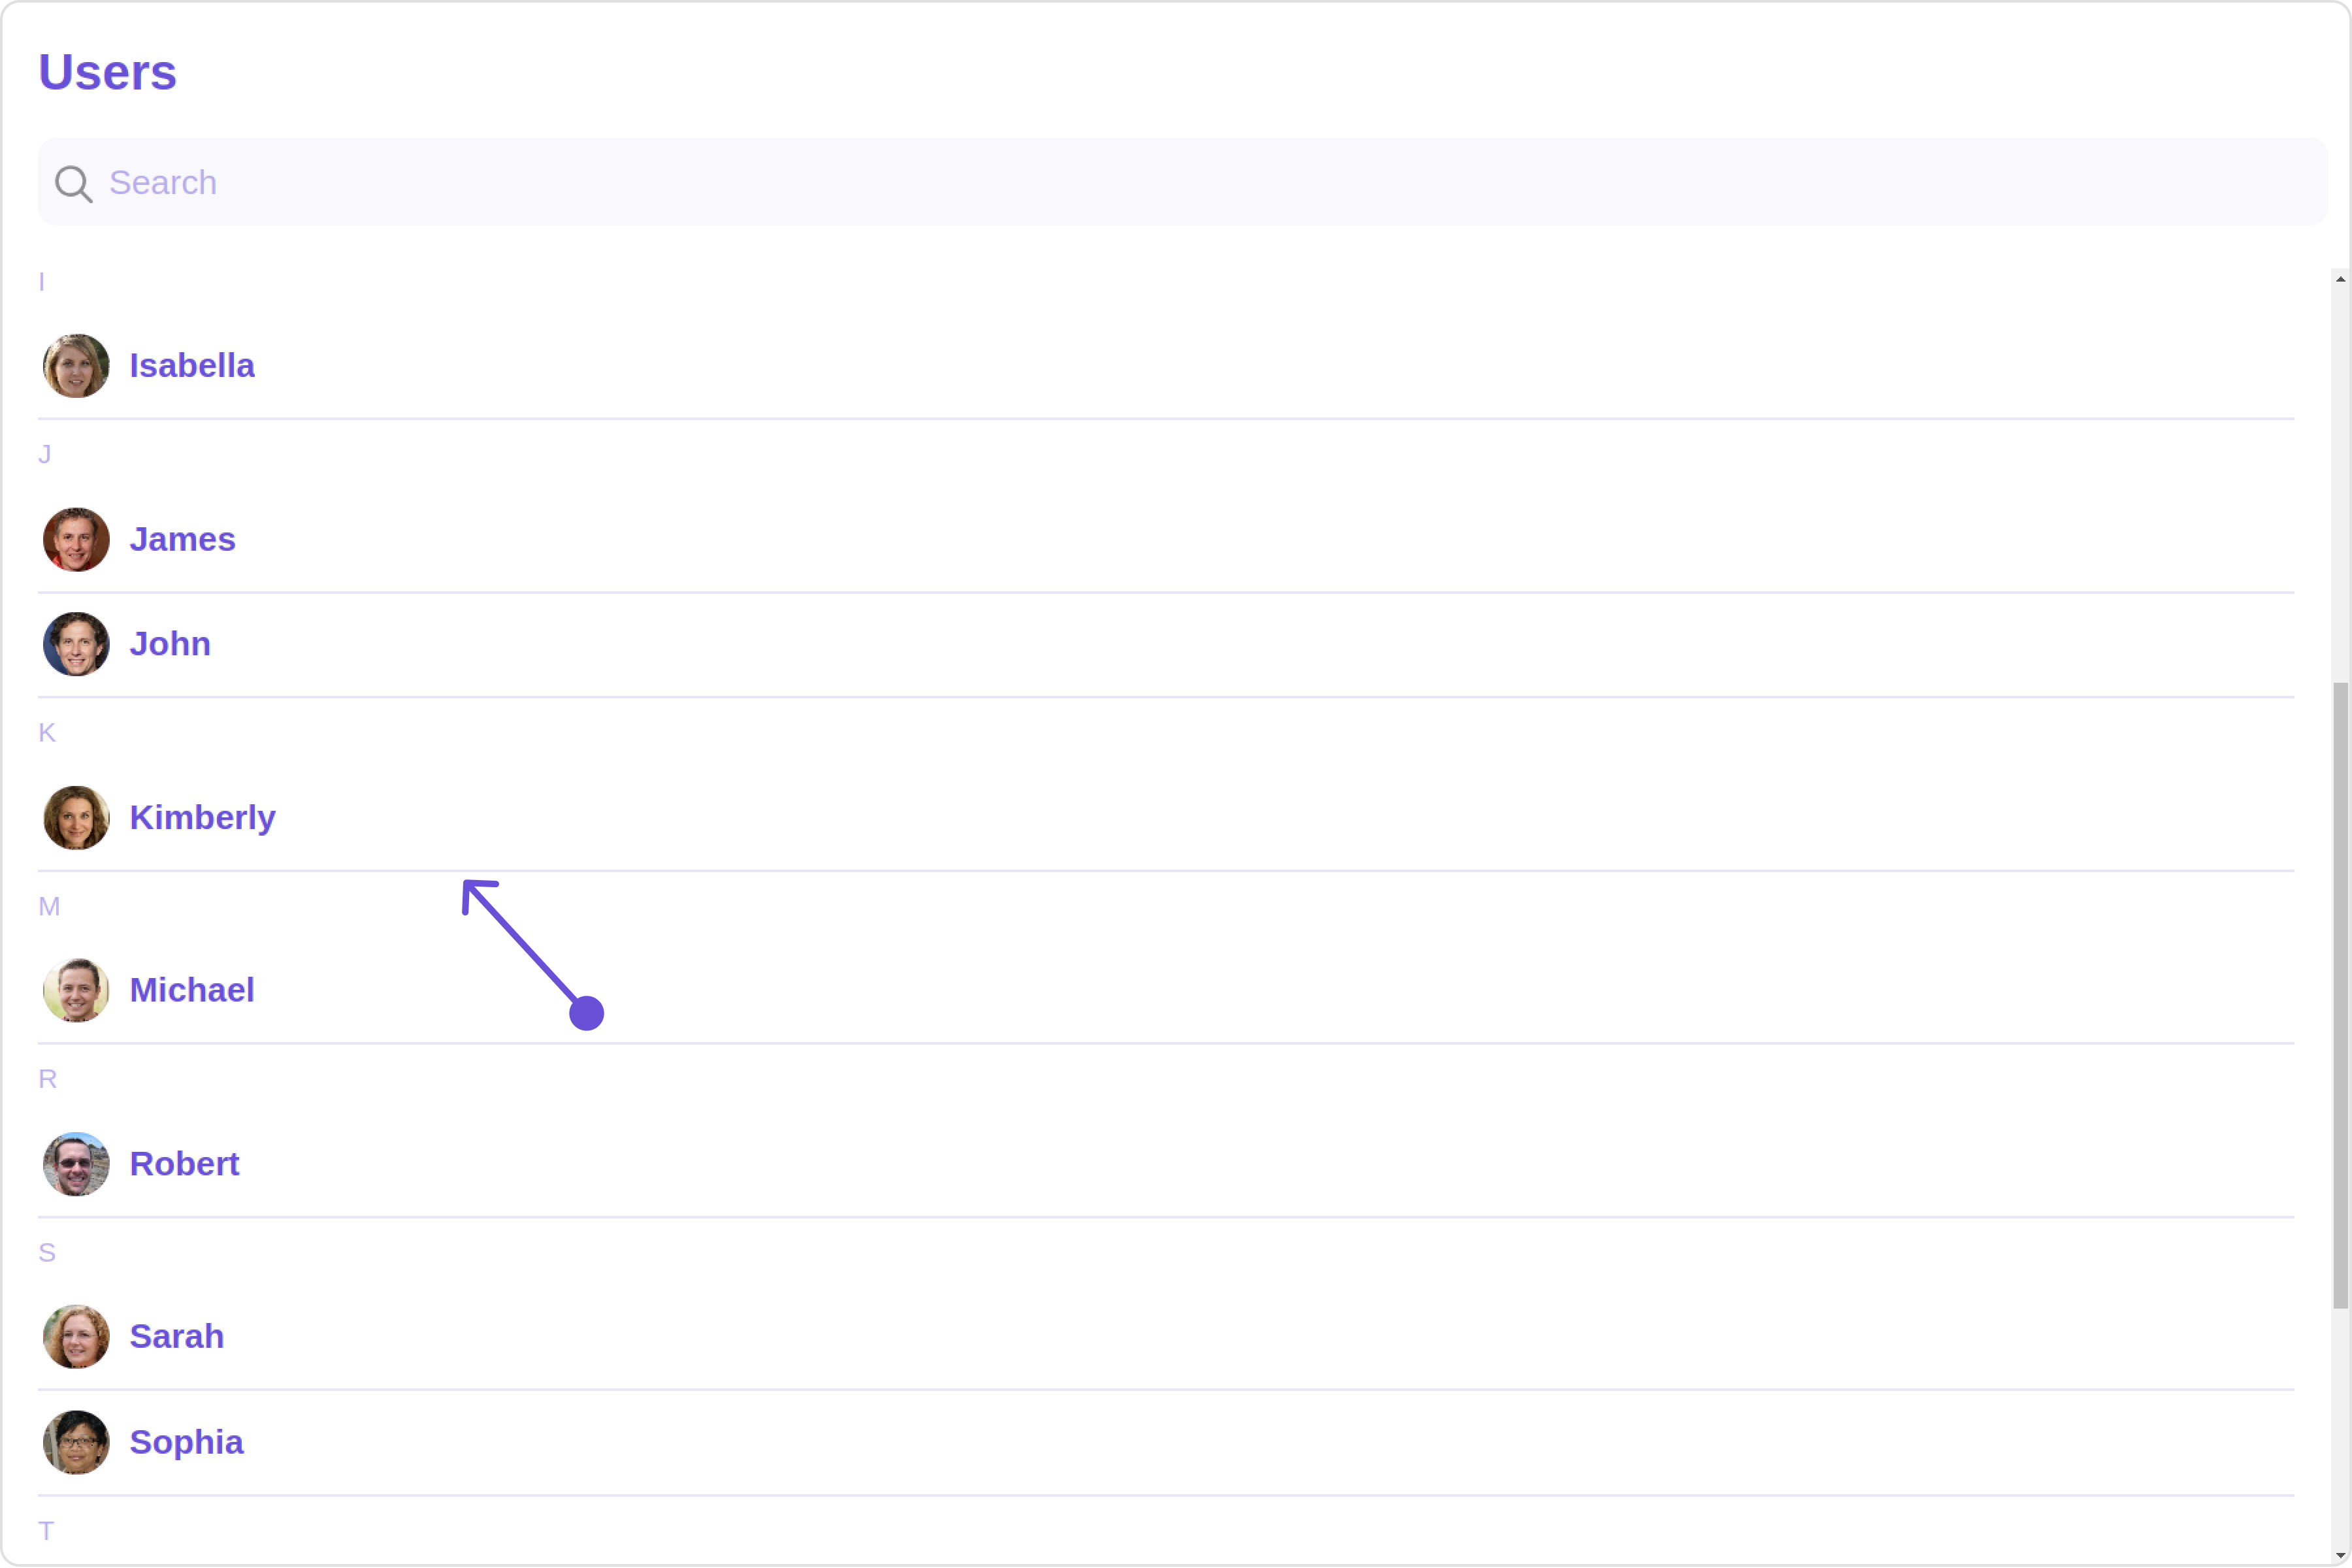 Users
Search
I
Isabella
J
James
John
K
Kimberly
M
Michael
R
Robert
S
Sarah
Sophia
T